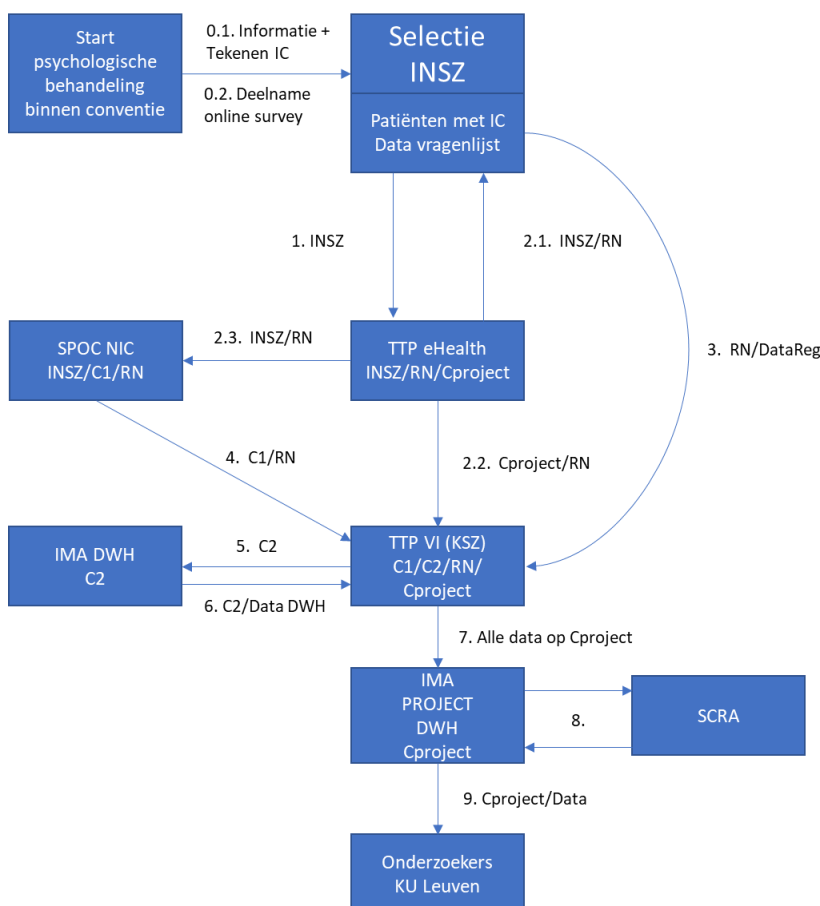 Start
psychologische
behandeling
binnen conventie
0.1. Informatie +
Tekenen IC
0.2. Deelname
online survey
Selectie
INSZ
Patiënten met IC
Data vragenlijst
1. INSZ
2.1. INSZ/RN
SPOC NIC
INSZ/C1/RN
2.3. INSZ/RN
TTP eHealth
INSZ/RN/Cproject
3. RN/DataReg
4. C1/RN
2.2. Cproject/RN
IMA DWH
C2
5. C2
6. C2/Data DWH
TTP VI (KSZ)
C1/C2/RN/
Cproject
7. Alle data op Cproject
IMA
PROJECT
DWH
Cproject
8.
SCRA
9. Cproject/Data
Onderzoekers
KU Leuven